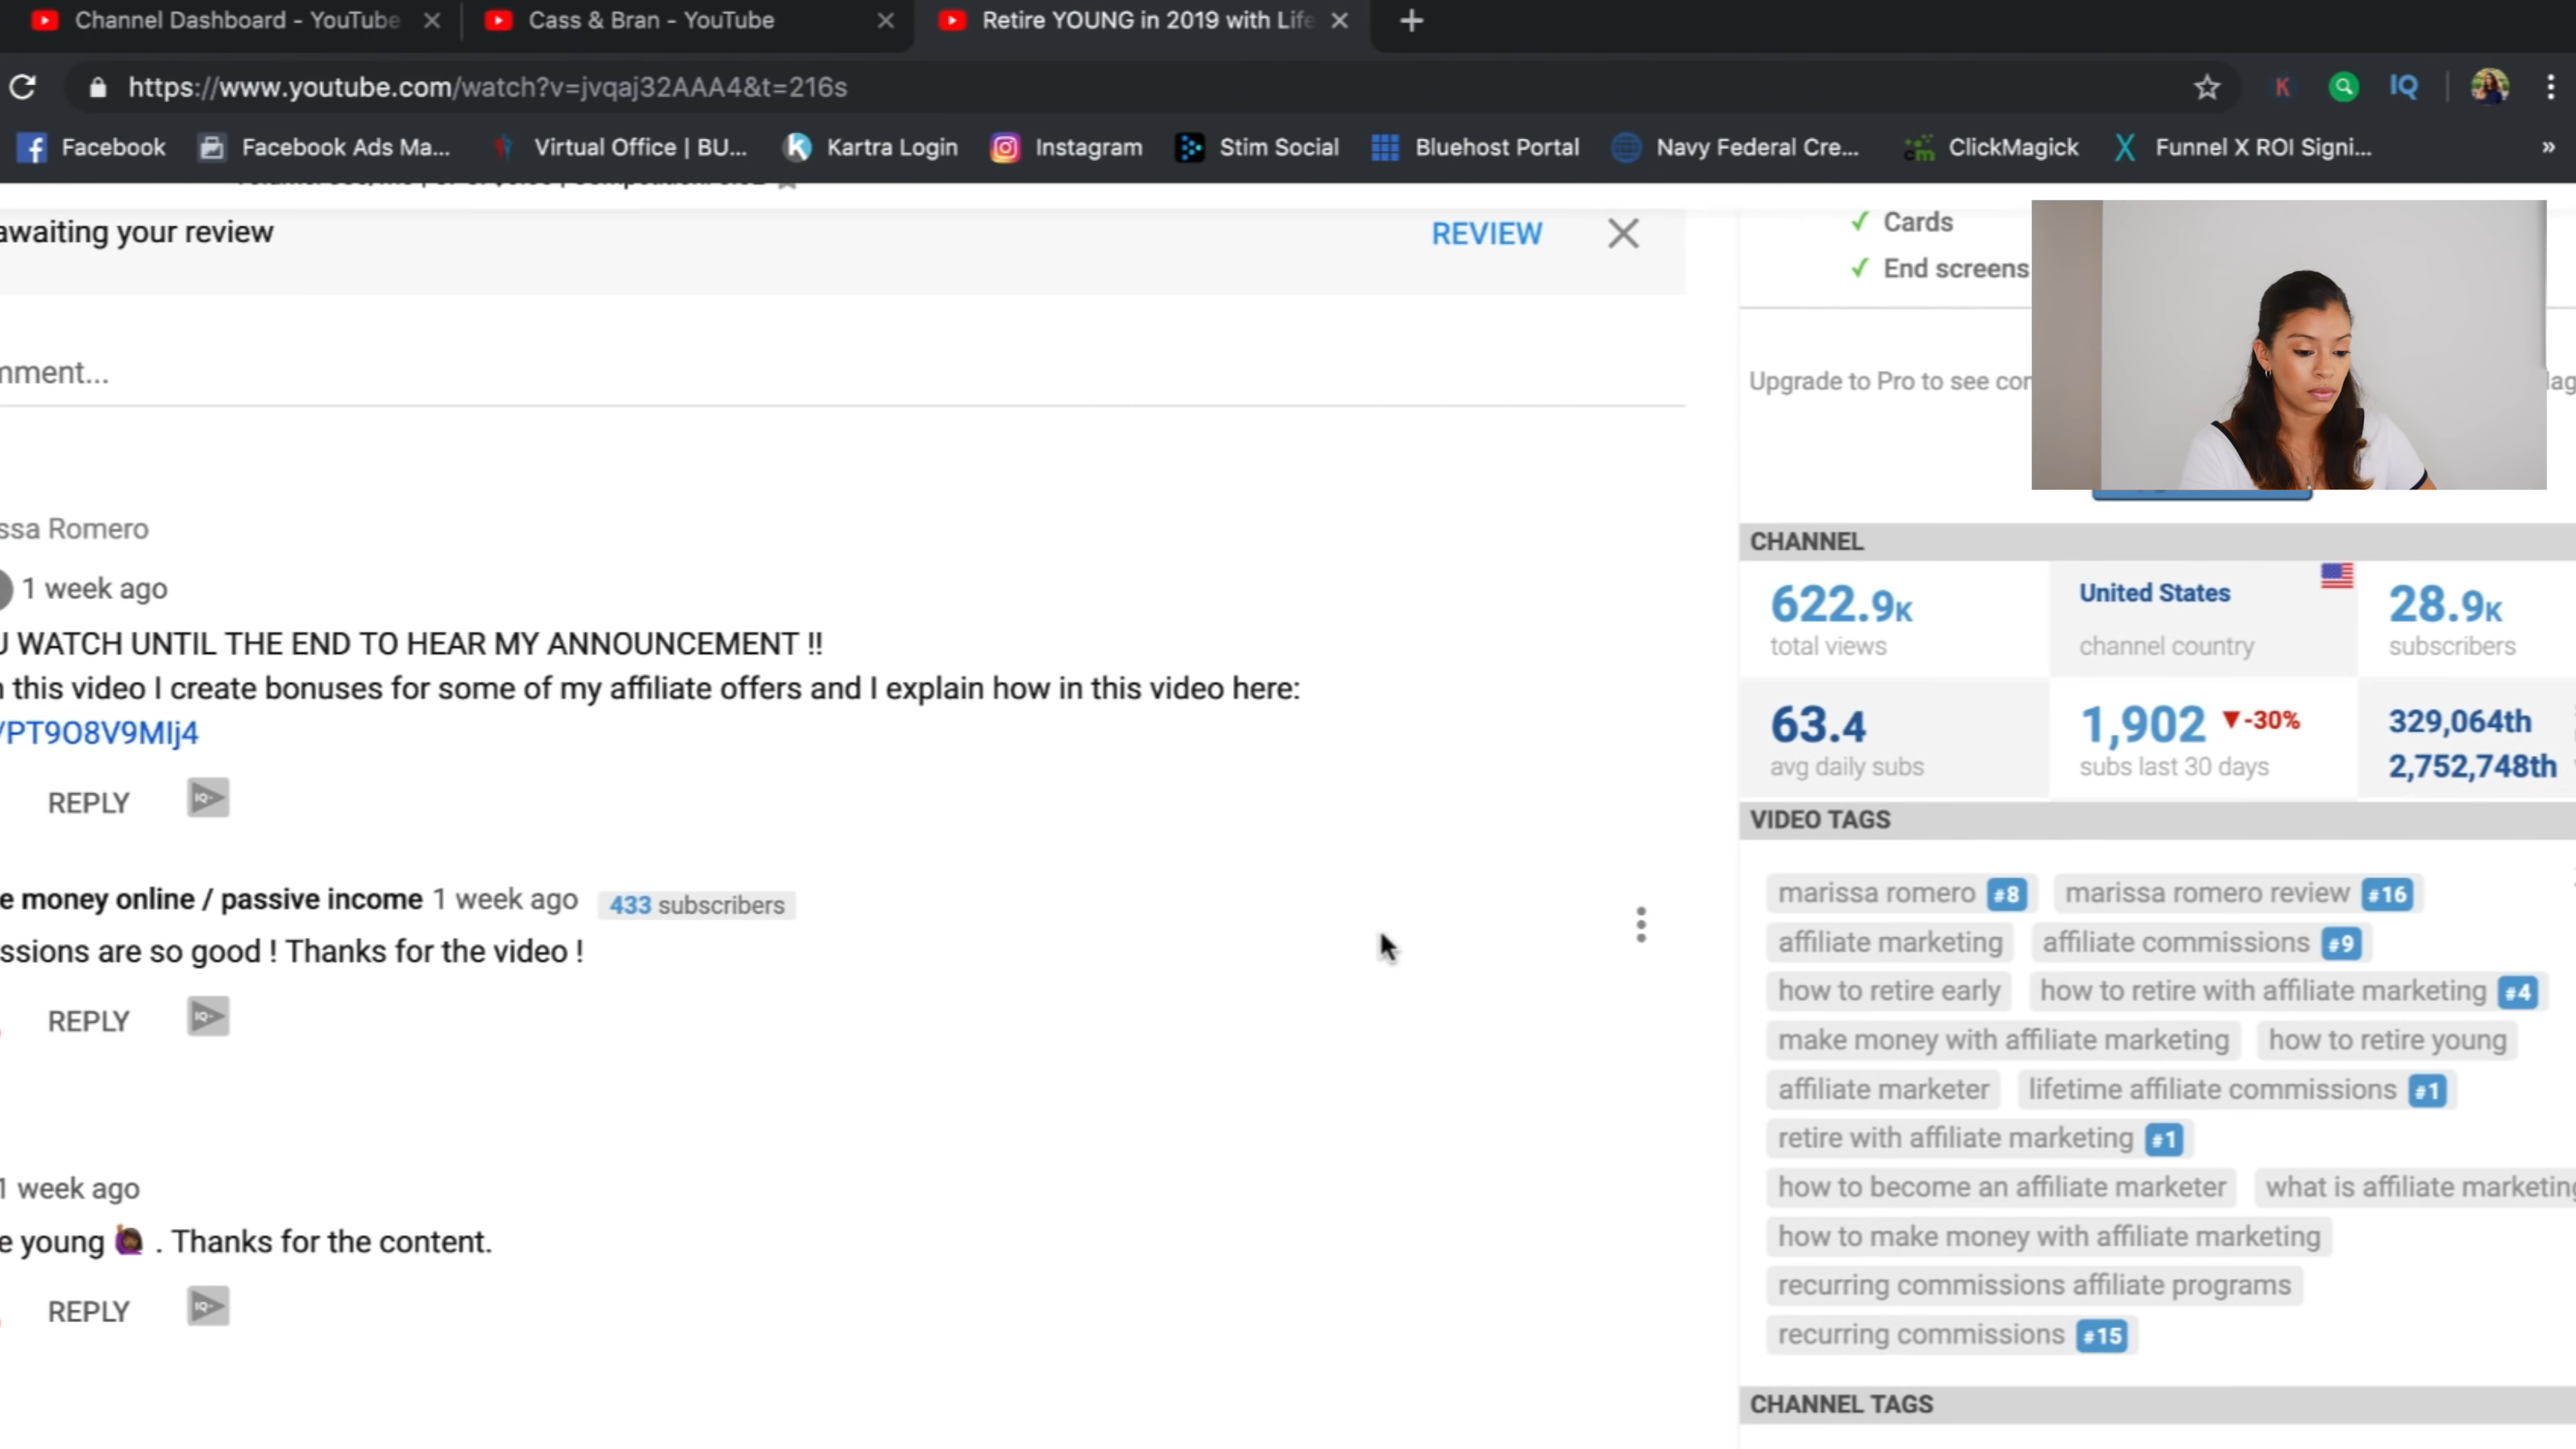 Channel Dashboard - YouTube
Cass & Bran - YouTube
Retire YOUNG in 2019 with Life
https://www.youtube.com/watch?v=jvqaj32AAA4&t=216s
K
IQ
Facebook
Facebook Ads Ma...
Virtual Office | BU...
Kartra Login
Instagram
Stim Social
Bluehost Portal
Navy Federal Cre...
ClickMagick
Funnel X ROI Signi...
»
awaiting your review
REVIEW
mment...
ssa Romero
1 week ago
U WATCH UNTIL THE END TO HEAR MY ANNOUNCEMENT !!
n this video I create bonuses for some of my affiliate offers and I explain how in this video here:
/PT9O8V9MIj4
REPLY
IQ
e money online / passive income 1 week ago 433 subscribers
ssions are so good ! Thanks for the video !
REPLY
IQ
1 week ago
e young . Thanks for the content.
REPLY
IQ
Cards
End screens
Upgrade to Pro to see cor
CHANNEL
622.9K
total views
United States
channel country
28.9K
subscribers
63.4
avg daily subs
1,902 ▼-30%
subs last 30 days
329,064th
2,752,748th
VIDEO TAGS
marissa romero #8 marissa romero review #16
affiliate marketing affiliate commissions #9
how to retire early how to retire with affiliate marketing #4
make money with affiliate marketing how to retire young
affiliate marketer lifetime affiliate commissions #1
retire with affiliate marketing #1
how to become an affiliate marketer what is affiliate marketing
how to make money with affiliate marketing
recurring commissions affiliate programs
recurring commissions #15
CHANNEL TAGS